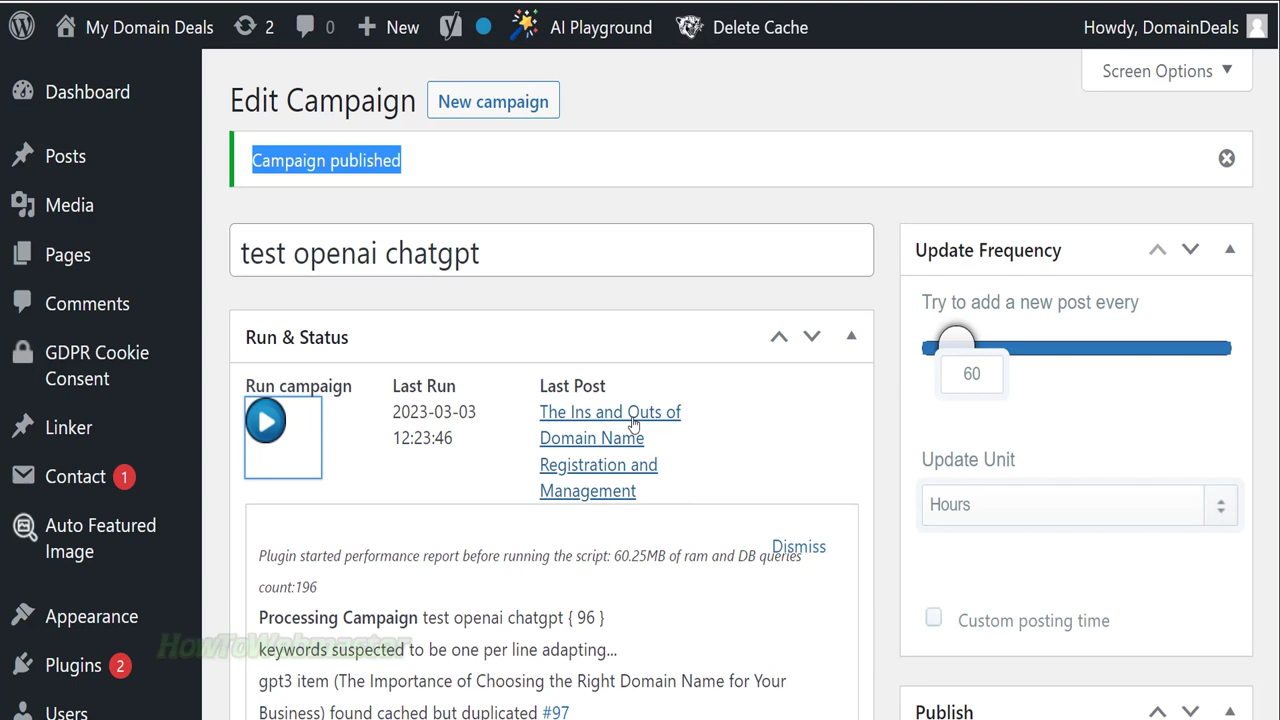 My Domain Deals
2
0
New
AI Playground
Delete Cache
Howdy, DomainDeals
Screen Options
Dashboard
Posts
Media
Pages
Comments
GDPR Cookie
Consent
Linker
Contact 1
Auto Featured
Image
Appearance
Plugins 2
Users
Edit Campaign
New campaign
Campaign published
test openai chatgpt
Run & Status
Run campaign
Last Run
2023-03-03
12:23:46
Last Post
The Ins and Outs of
Domain Name
Registration and
Management
Dismiss
Plugin started performance report before running the script: 60.25MB of ram and DB queries
count:196
Processing Campaign test openai chatgpt { 96 }
keywords suspected to be one per line adapting...
gpt3 item (The Importance of Choosing the Right Domain Name for Your
Business) found cached but duplicated #97
Update Frequency
Try to add a new post every
60
Update Unit
Hours
Custom posting time
Publish
HowToWebmaster